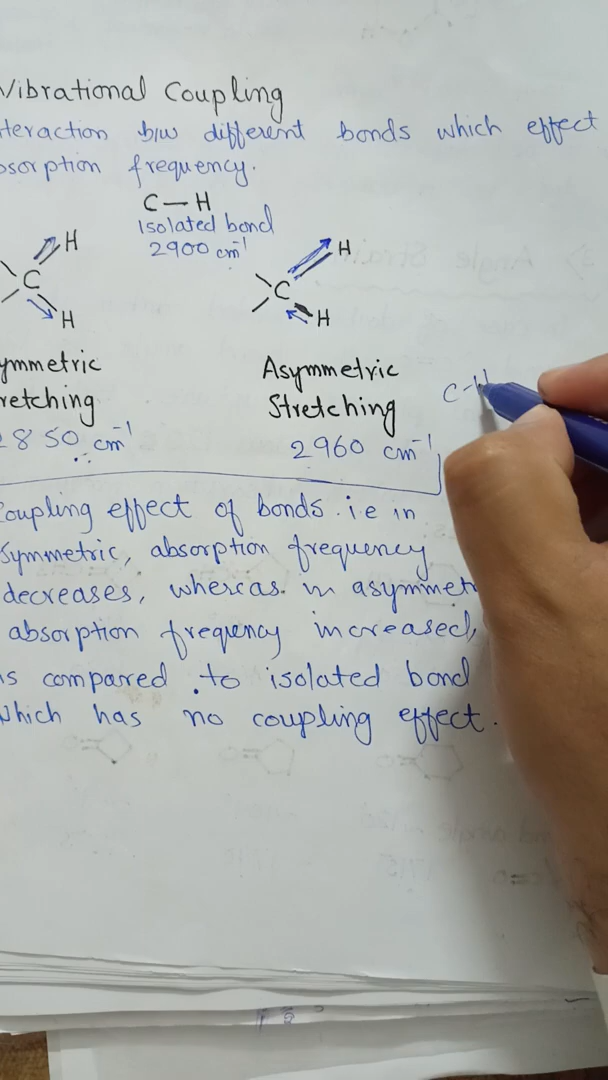 Vibrational Coupling
nteraction b/w different bonds which effect
bsorption frequency.
C—H
Isolated bond
2900 cm⁻¹
H
C
H
H
C
H
ymmetric
retching
2850 cm⁻¹
Asymmetric
Stretching
2960 cm⁻¹
C-H
Coupling effect of bonds i.e in
Symmetric, absorption frequency
decreases, whereas in asymmet
absorption frequency increased,
s compared to isolated bond
Which has no coupling effect.